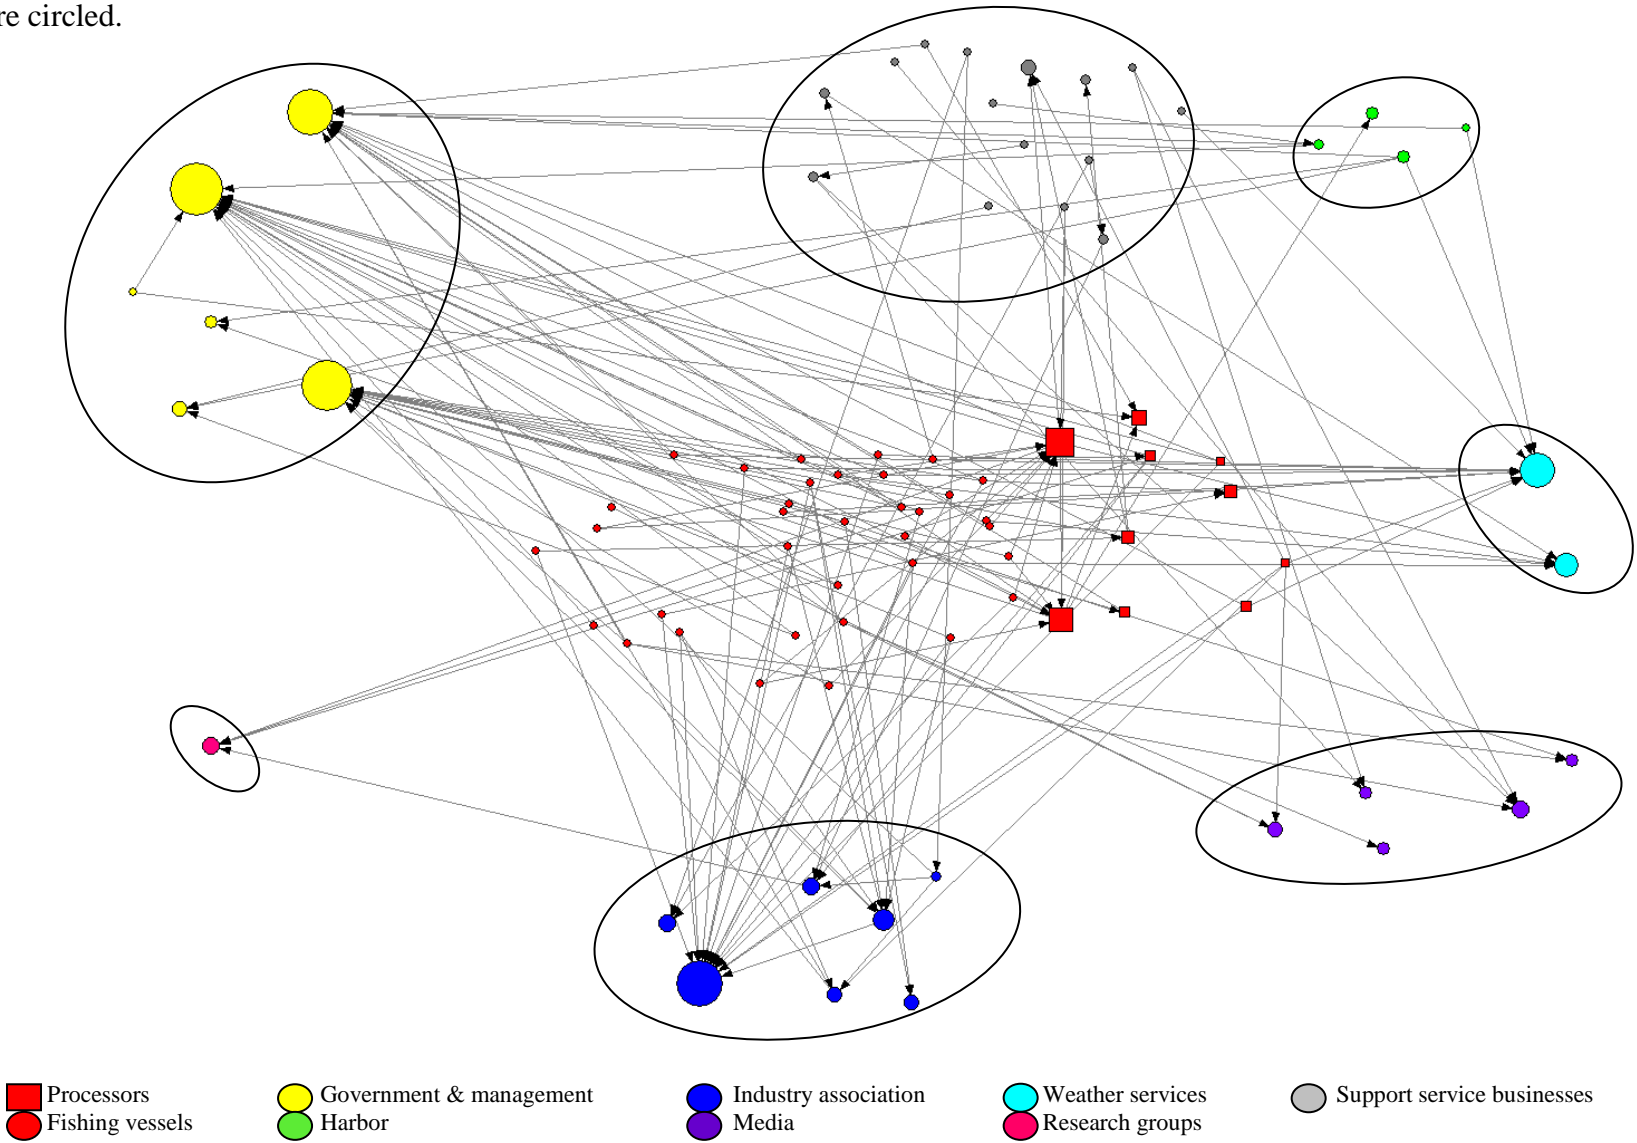 re circled.
Processors
Government & management
Industry association
Weather services
Support service businesses
Fishing vessels
Harbor
Media
Research groups